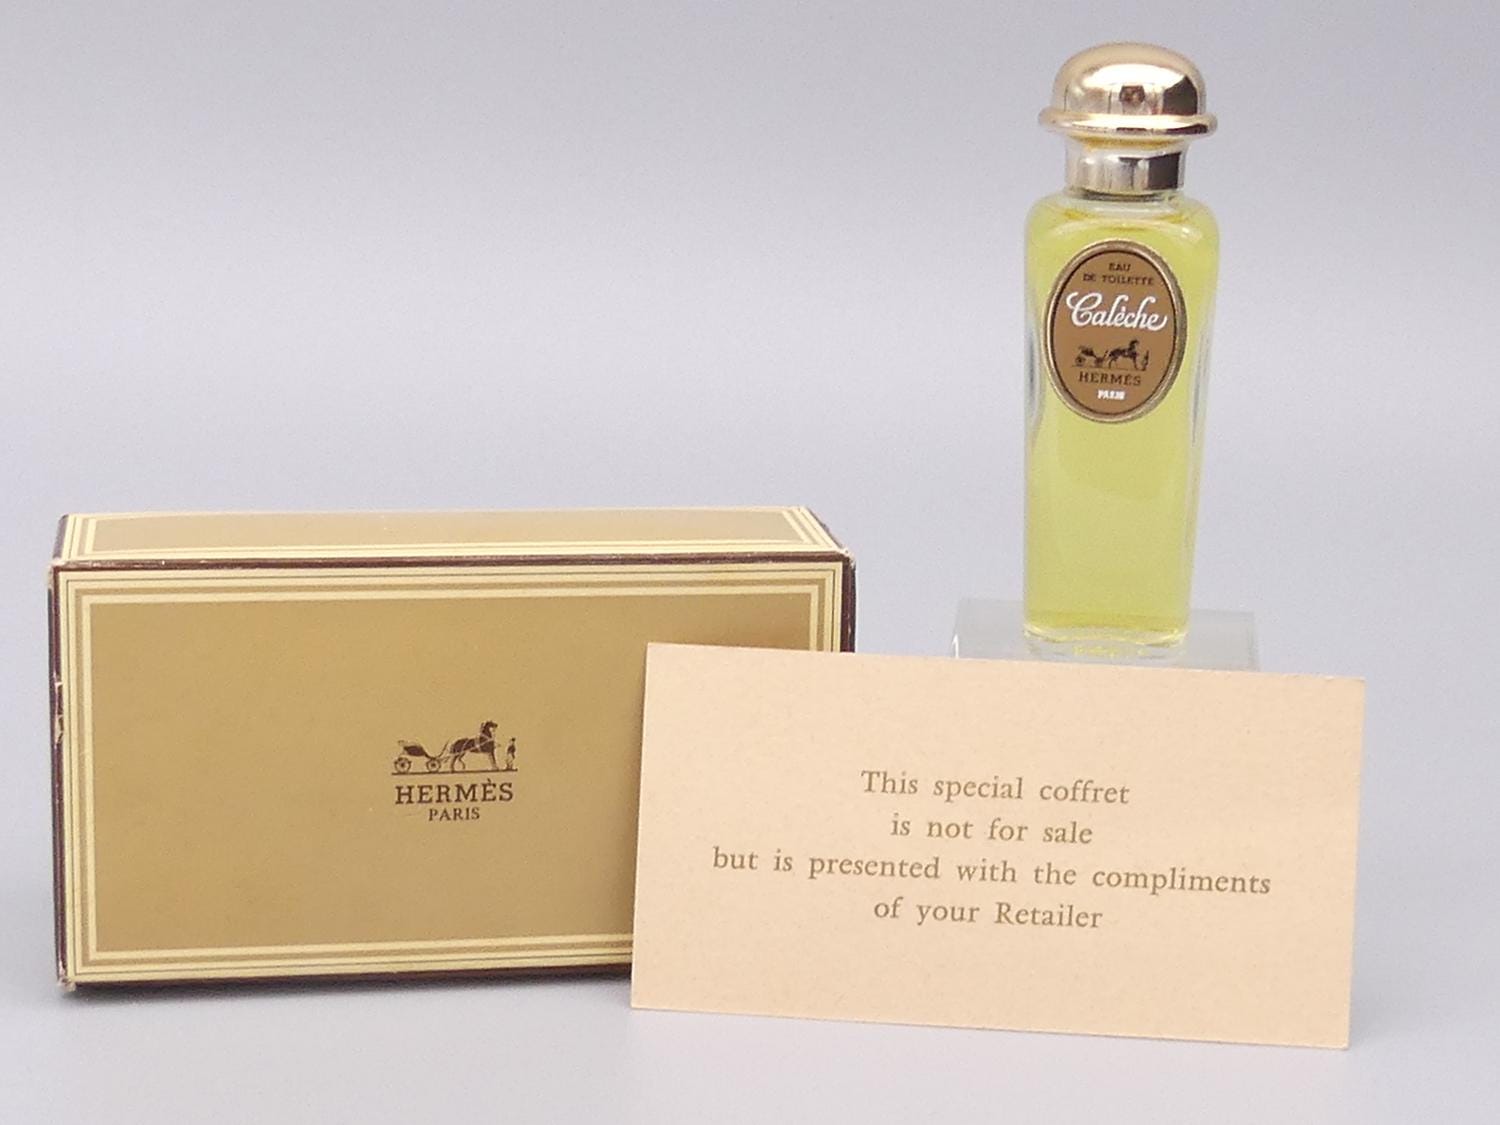 EAU
DE TOILETTE
Calèche
HERMÈS
PARIS
HERMÈS
PARIS
This special coffret
is not for sale
but is presented with the compliments
of your Retailer